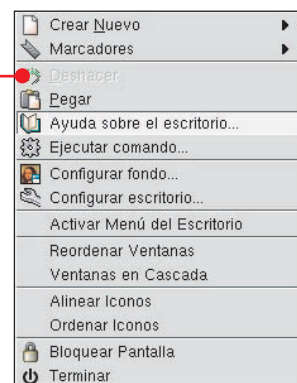 Crear Nuevo
Marcadores
Deshacer
Pegar
Ayuda sobre el escritorio...
Ejecutar comando...
Configurar fondo...
Configurar escritorio...
Activar Menú del Escritorio
Reordenar Ventanas
Ventanas en Cascada
Alinear Iconos
Ordenar Iconos
Bloquear Pantalla
Terminar